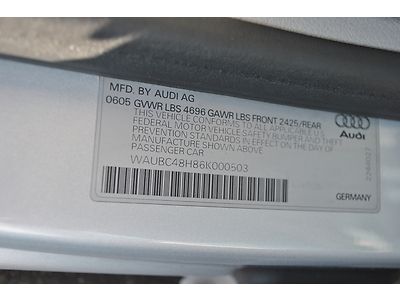 MFD. BY AUDI AG
0605 GVWR LBS 4696 GAWR LBS FRONT 2425/REAR
THIS VEHICLE CONFORMS TO ALL APPLICABLE U.S.
FEDERAL MOTOR VEHICLE SAFETY BUMPER AND THEFT
PREVENTION STANDARDS IN EFFECT ON THE DATE OF
MANUFACTURE SHOWN ABOVE
PASSENGER CAR
WAUBC48H86K000503
GERMANY
Audi